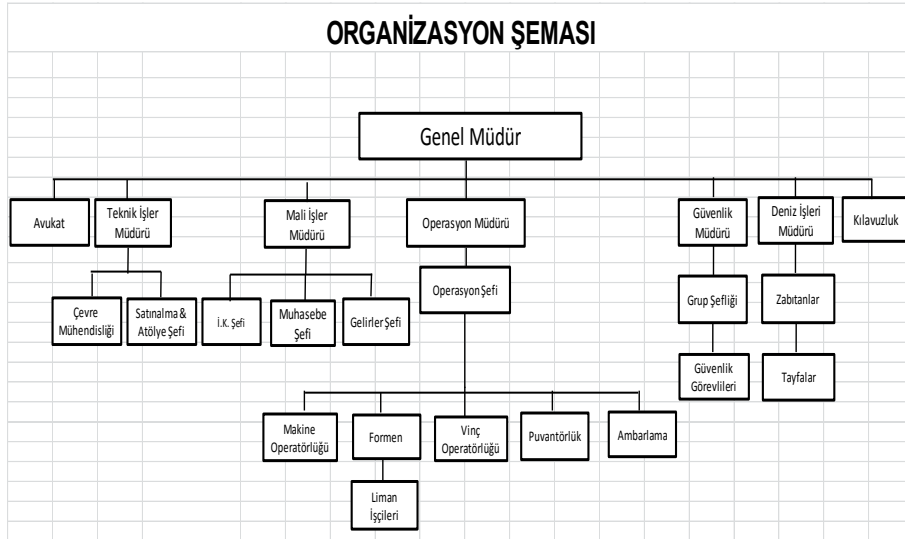 ORGANİZASYON ŞEMASI
Genel Müdür
Avukat
Teknik İşler
Müdürü
Mali İşler
Müdürü
Operasyon Müdürü
Güvenlik
Müdürü
Deniz İşleri
Müdürü
Kılavuzluk
Çevre
Mühendisliği
Satınalma &
Atölye Şefi
İ.K. Şefi
Muhasebe
Şefi
Gelirler Şefi
Operasyon Şefi
Grup Şefliği
Zabıtanlar
Güvenlik
Görevlileri
Tayfalar
Makine
Operatörlüğü
Formen
Vinç
Operatörlüğü
Puvantörlük
Ambarlama
Liman
İşçileri